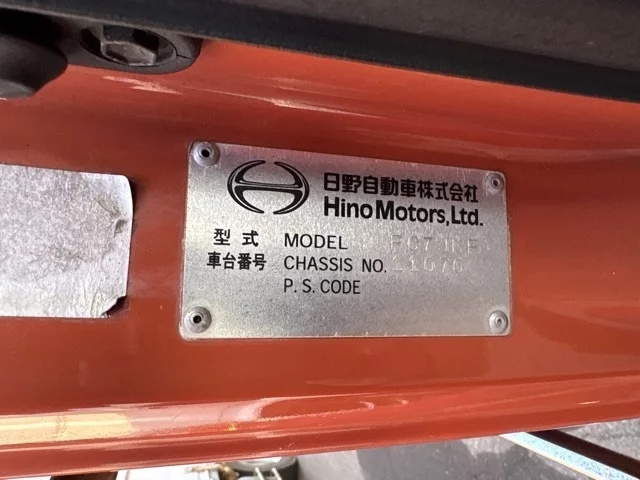 日野自動車株式会社
Hino Motors, Ltd.
型式 MODEL
車台番号 CHASSIS NO.
P.S. CODE